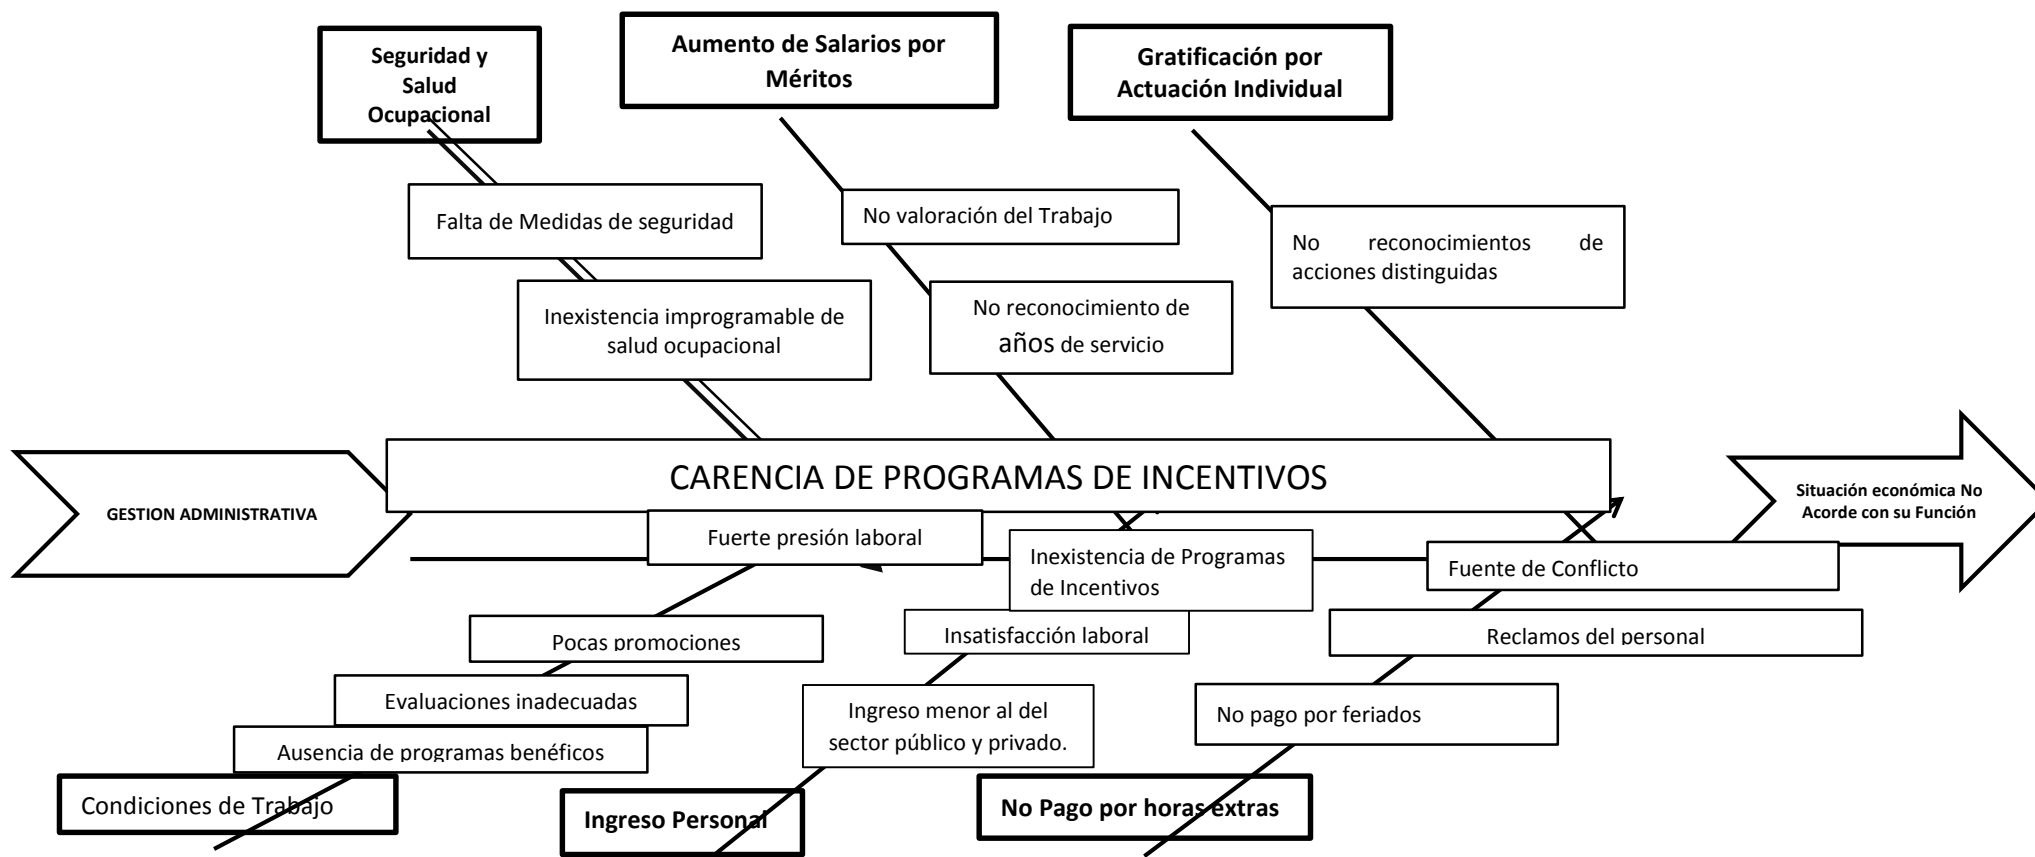 Seguridad y
Salud
Ocupacional
Aumento de Salarios por
Méritos
Gratificación por
Actuación Individual
Falta de Medidas de seguridad
No valoración del Trabajo
No reconocimientos de
acciones distinguidas
Inexistencia improgramable de
salud ocupacional
No reconocimiento de
años de servicio
CARENCIA DE PROGRAMAS DE INCENTIVOS
GESTION ADMINISTRATIVA
Situación económica No
Acorde con su Función
Fuerte presión laboral
Inexistencia de Programas
de Incentivos
Fuente de Conflicto
Pocas promociones
Insatisfacción laboral
Reclamos del personal
Evaluaciones inadecuadas
Ingreso menor al del
sector público y privado.
No pago por feriados
Ausencia de programas benéficos
Condiciones de Trabajo
Ingreso Personal
No Pago por horas extras